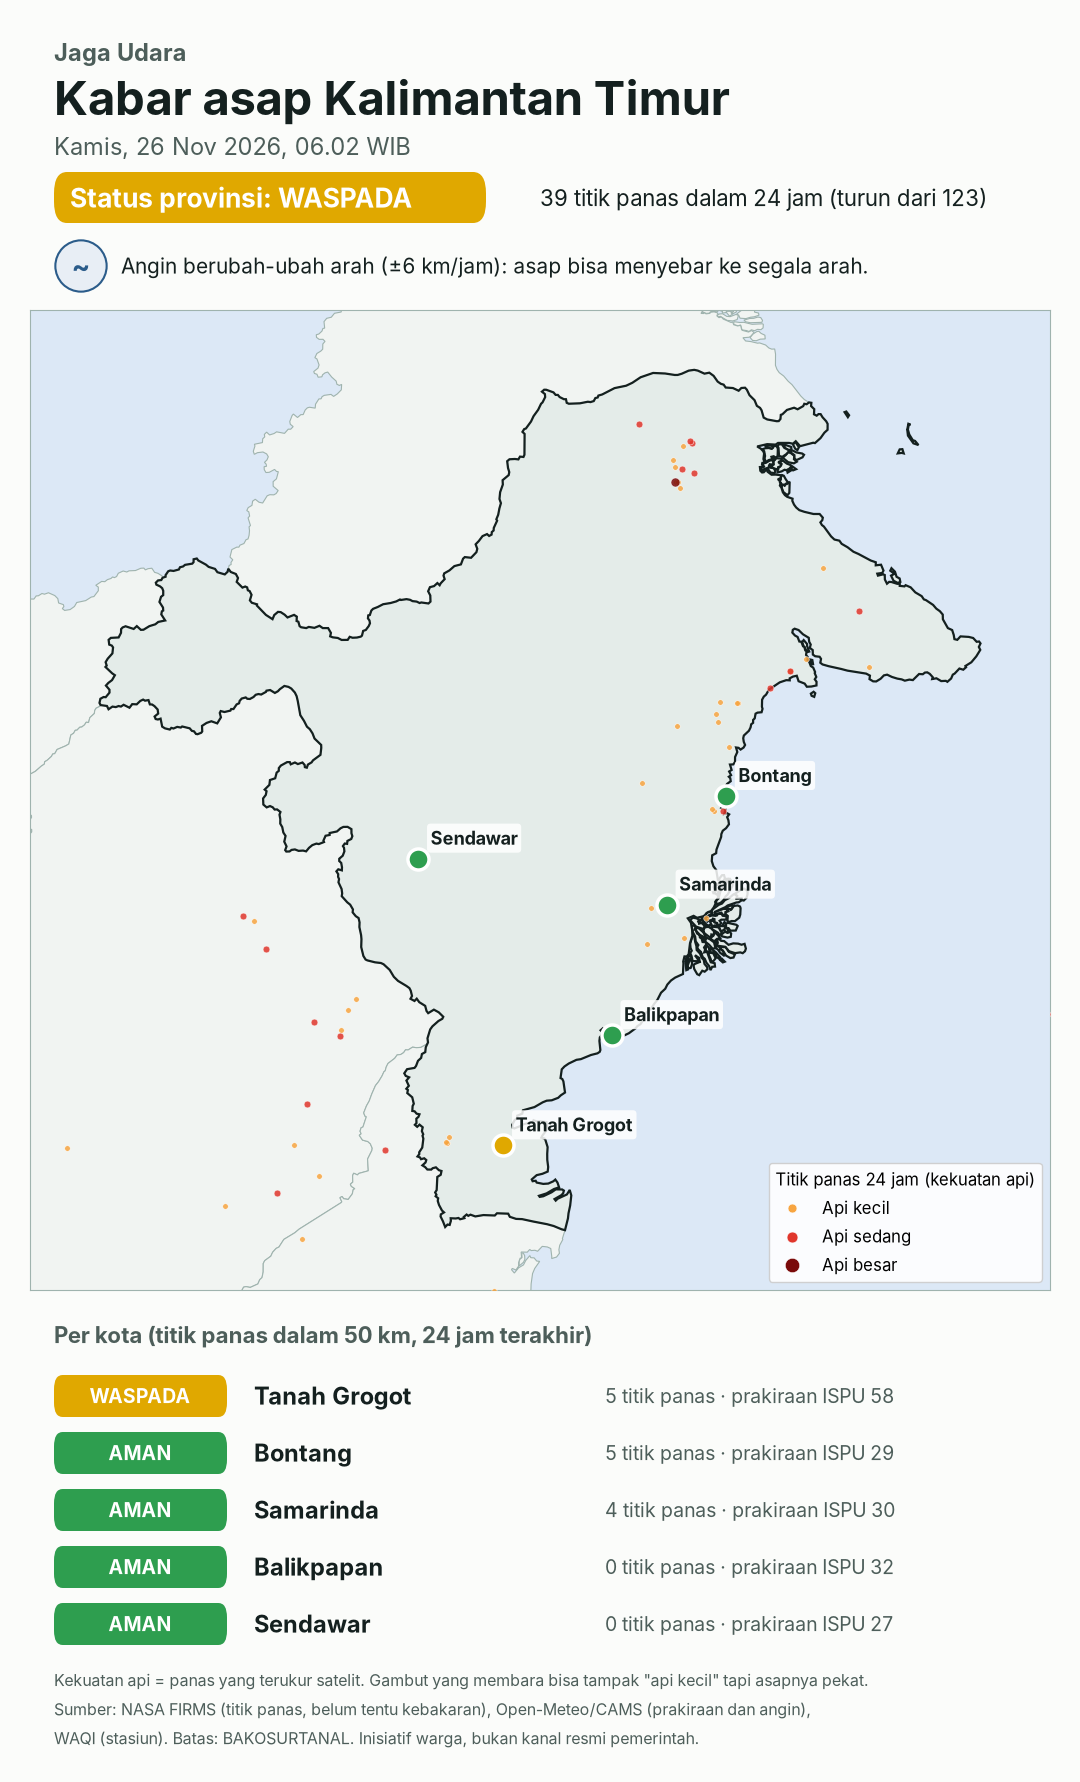 Jaga Udara
Kabar asap Kalimantan Timur
Kamis, 26 Nov 2026, 06.02 WIB
Status provinsi: WASPADA
39 titik panas dalam 24 jam (turun dari 123)
~
Angin berubah-ubah arah (±6 km/jam): asap bisa menyebar ke segala arah.
Bontang
Sendawar
Samarinda
Balikpapan
Tanah Grogot
Titik panas 24 jam (kekuatan api)
Api kecil
Api sedang
Api besar
Per kota (titik panas dalam 50 km, 24 jam terakhir)
WASPADA Tanah Grogot 5 titik panas · prakiraan ISPU 58
AMAN Bontang 5 titik panas · prakiraan ISPU 29
AMAN Samarinda 4 titik panas · prakiraan ISPU 30
AMAN Balikpapan 0 titik panas · prakiraan ISPU 32
AMAN Sendawar 0 titik panas · prakiraan ISPU 27
Kekuatan api = panas yang terukur satelit. Gambut yang membara bisa tampak "api kecil" tapi asapnya pekat.
Sumber: NASA FIRMS (titik panas, belum tentu kebakaran), Open-Meteo/CAMS (prakiraan dan angin),
WAQI (stasiun). Batas: BAKOSURTANAL. Inisiatif warga, bukan kanal resmi pemerintah.